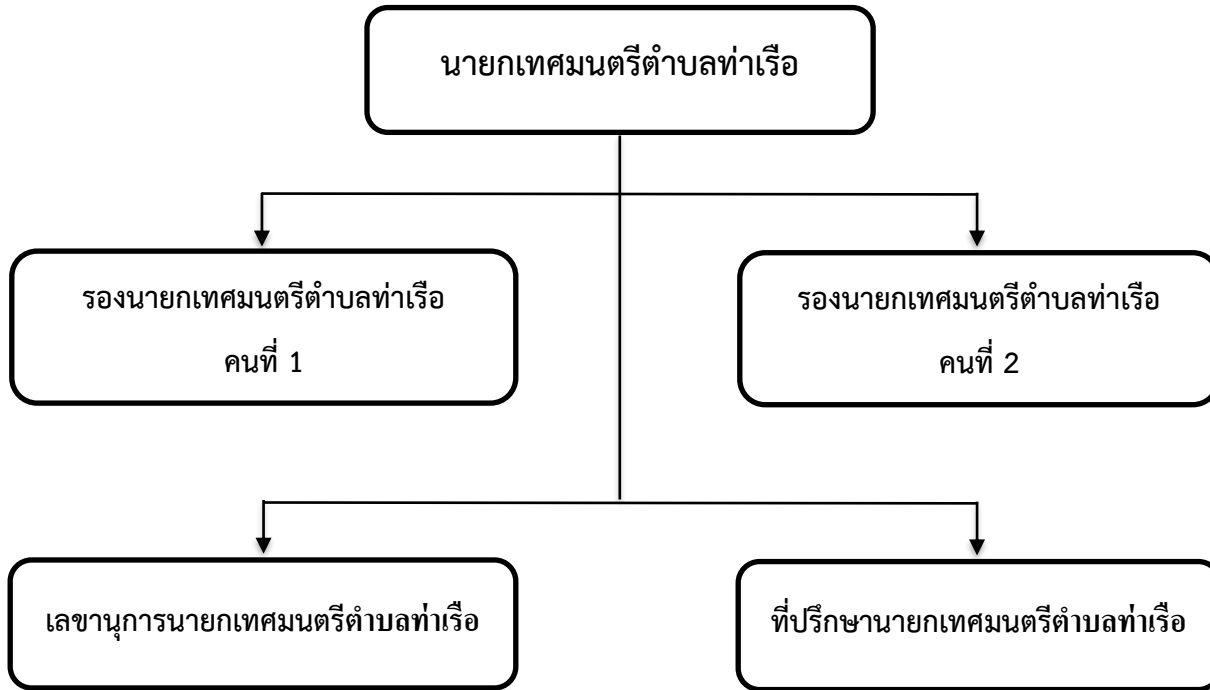 นายกเทศมนตรีตำบลท่าเรือ
รองนายกเทศมนตรีตำบลท่าเรือ
คนที่ 1
รองนายกเทศมนตรีตำบลท่าเรือ
คนที่ 2
เลขานุการนายกเทศมนตรีตำบลท่าเรือ
ที่ปรึกษานายกเทศมนตรีตำบลท่าเรือ